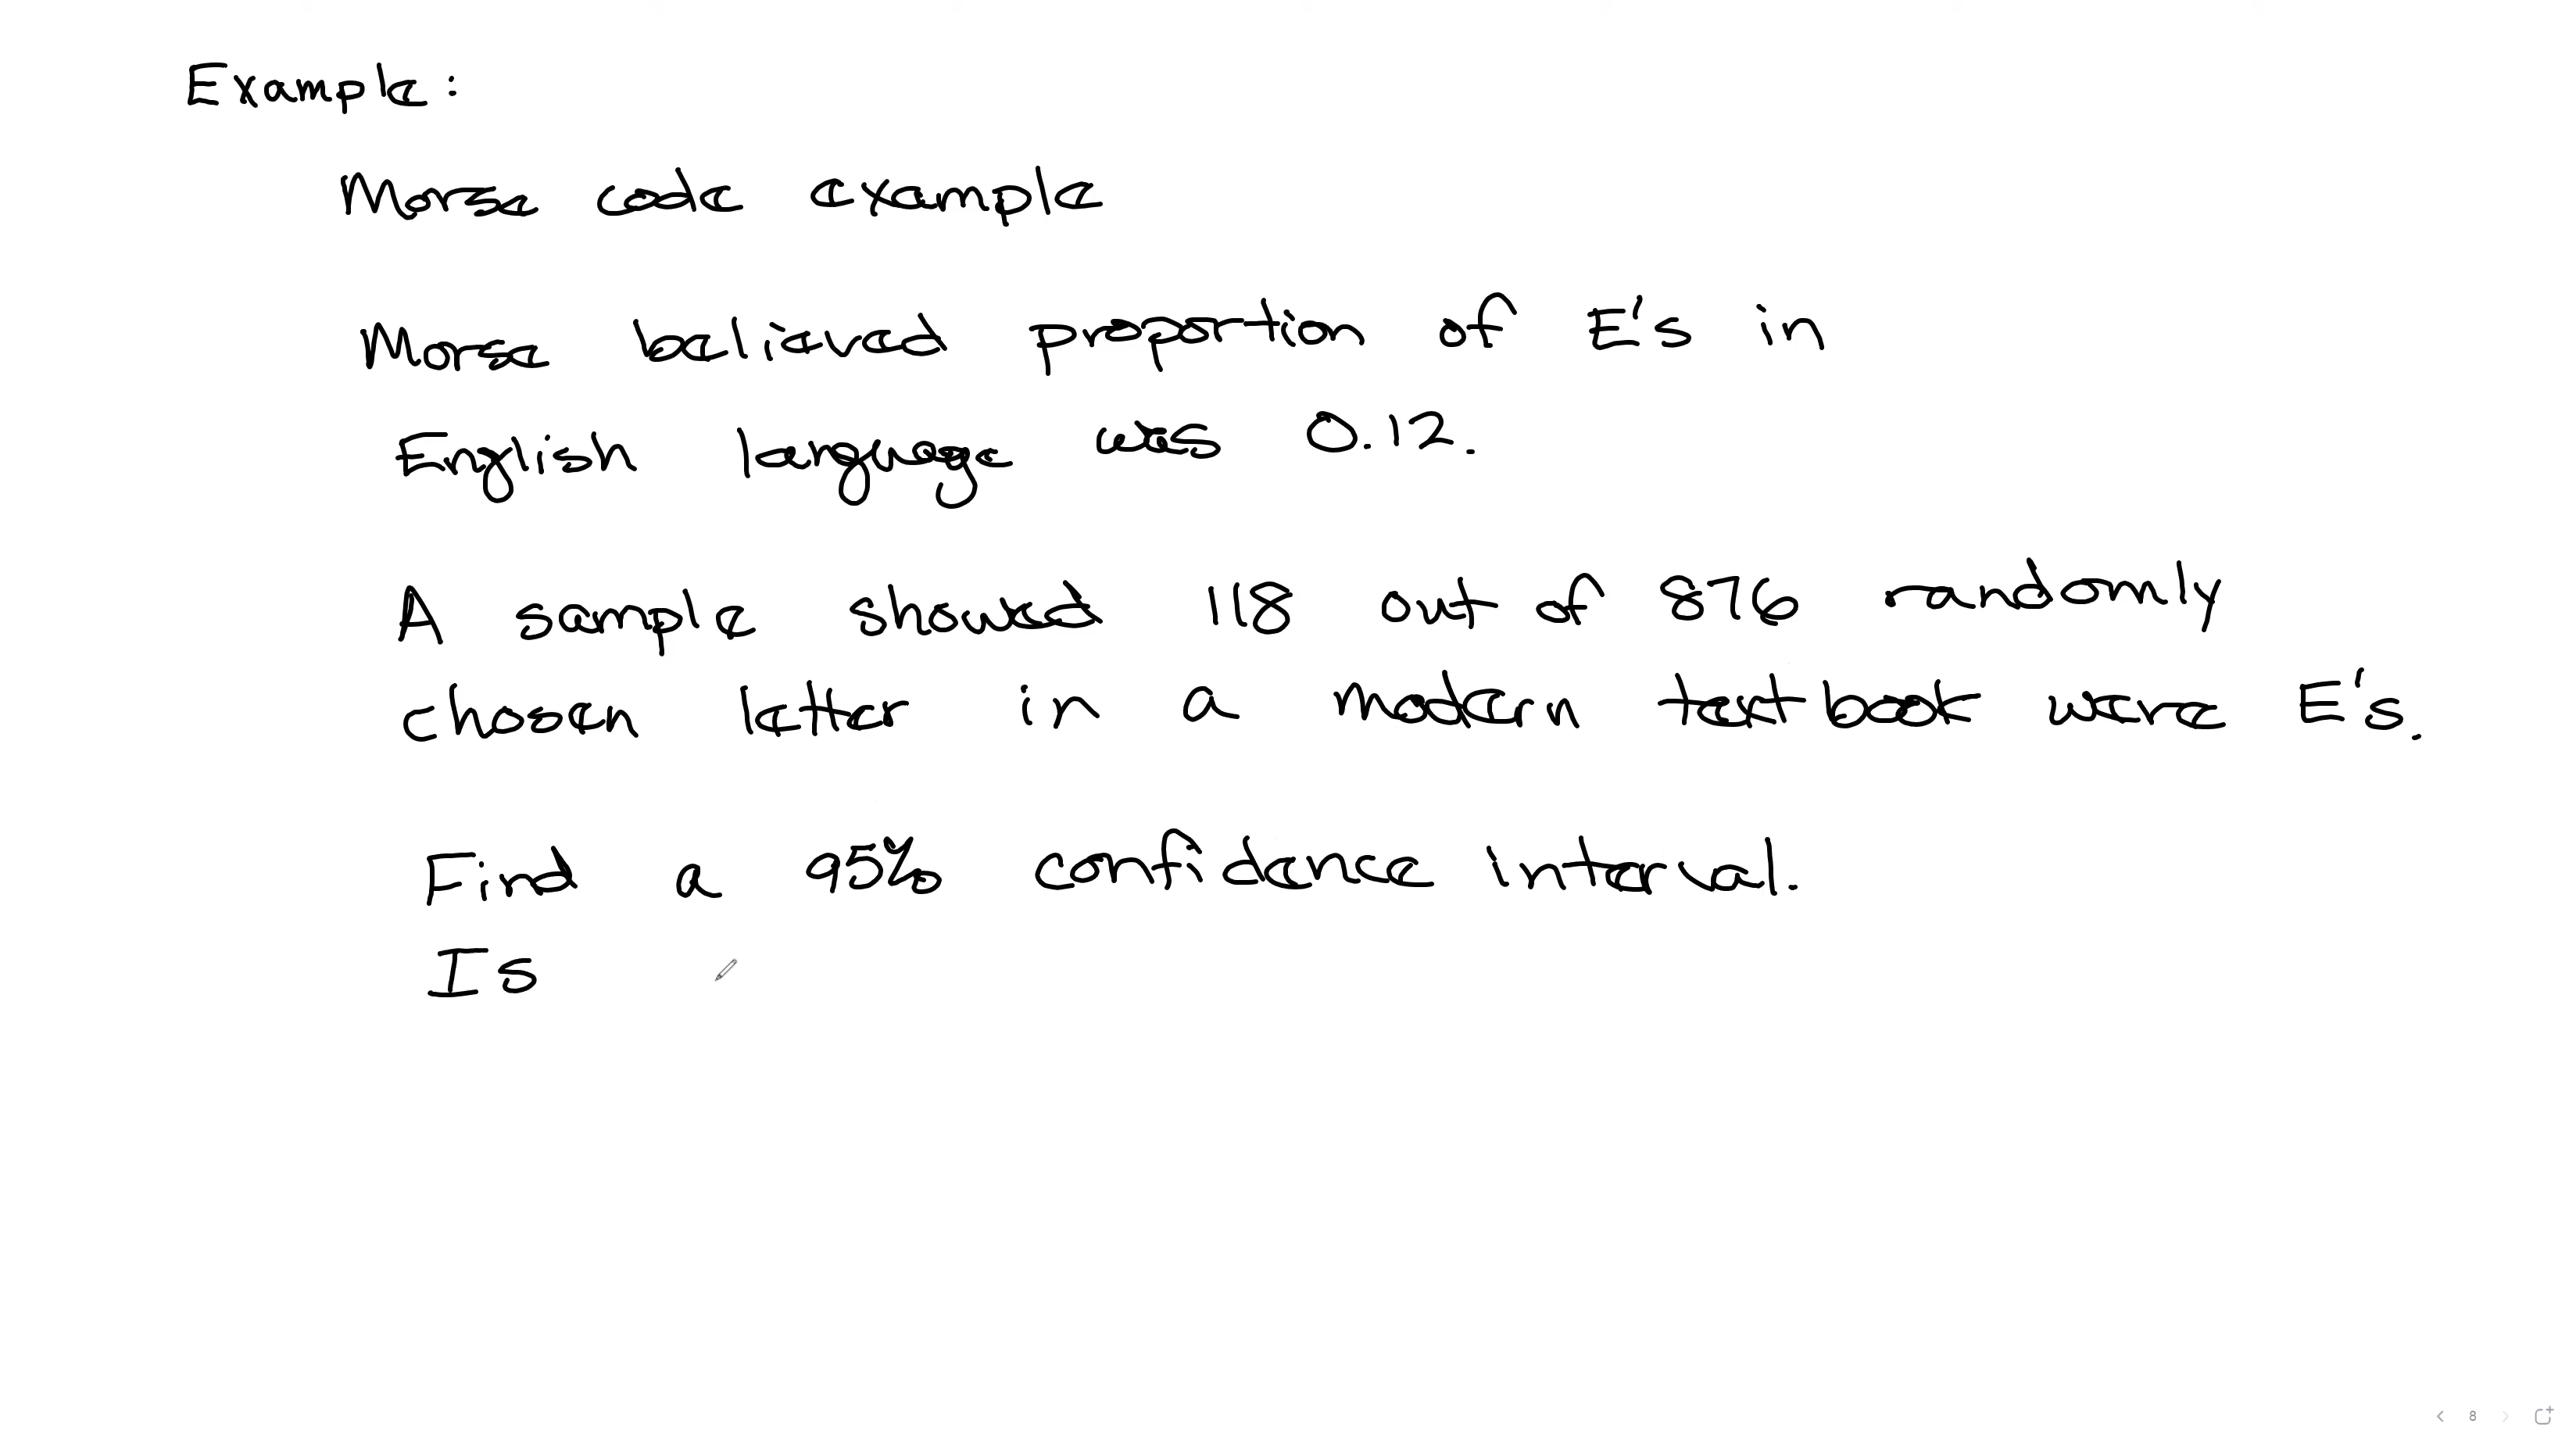 Example:
Morse code example
Morse believed proportion of E's in
English language was 0.12.
A sample showed 118 out of 876 randomly
chosen letter in a modern textbook were E's.
Find a 95% confidence interval.
Is
8